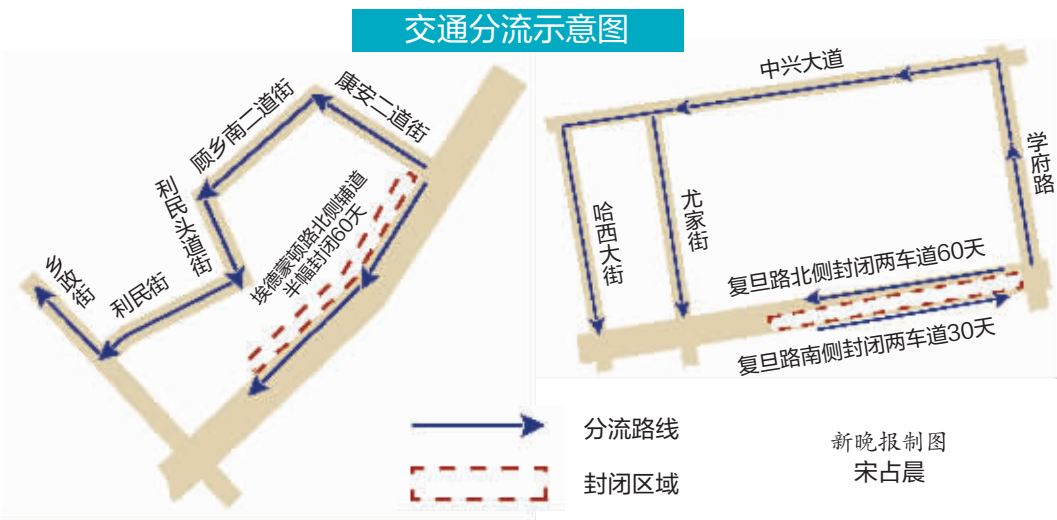 交通分流示意图
康安二道街
顾乡南二道街
利民头道街
利民街
乡政街
埃德蒙顿路北侧辅道
半幅封闭60天
中兴大道
学府路
尤家街
哈西大街
复旦路北侧封闭两车道60天
复旦路南侧封闭两车道30天
分流路线
封闭区域
新晚报制图
宋占晨